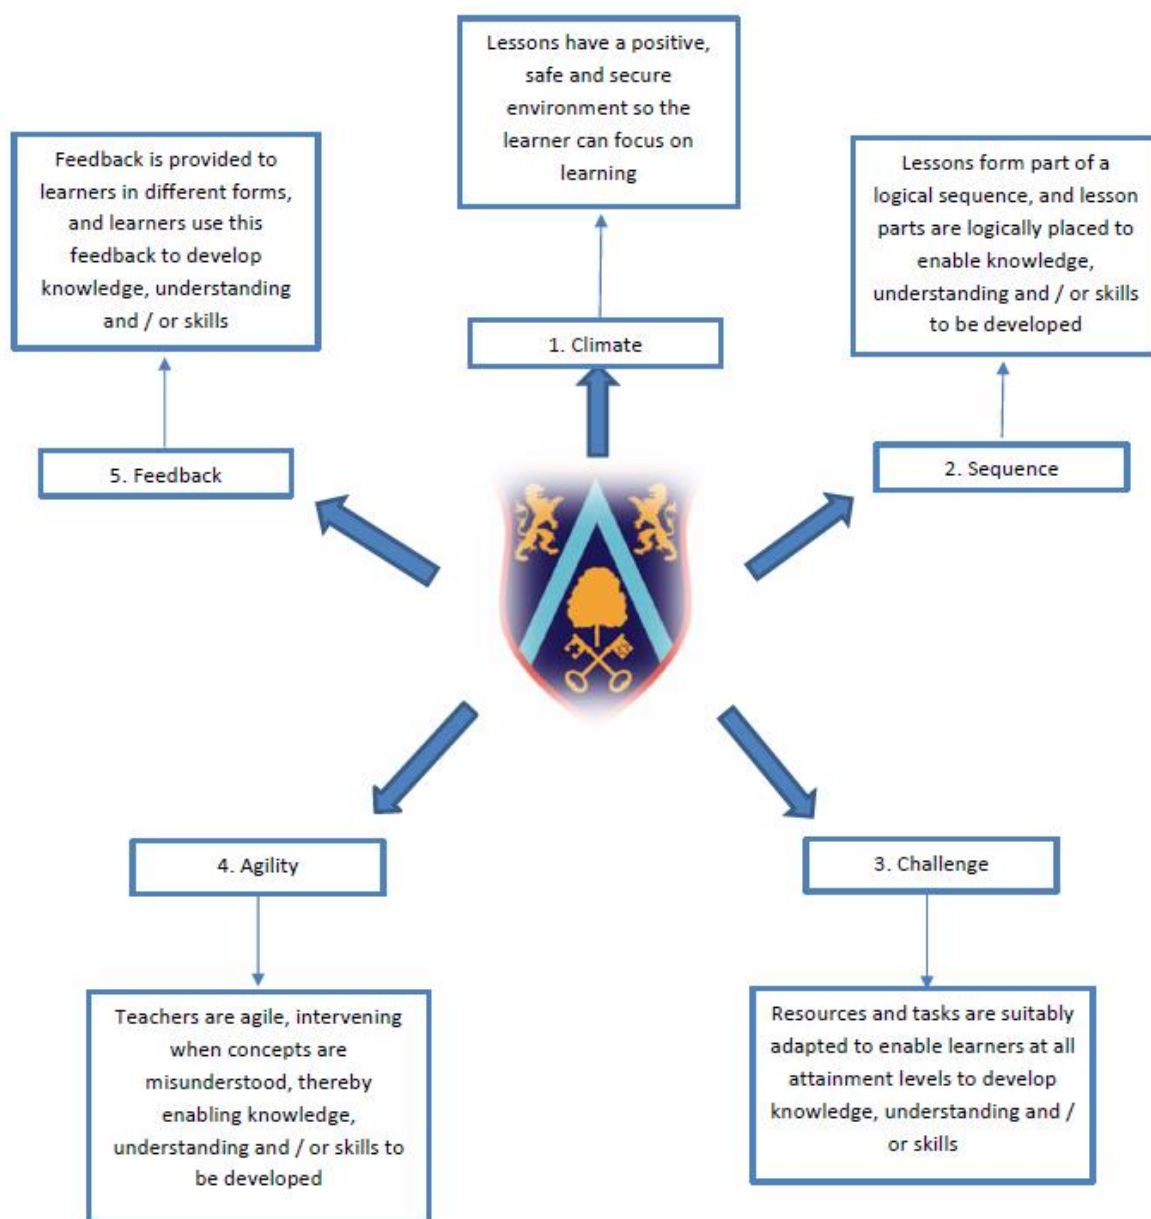 Lessons have a positive,
safe and secure
environment so the
learner can focus on
learning
1. Climate
Lessons form part of a
logical sequence, and lesson
parts are logically placed to
enable knowledge,
understanding and / or skills
to be developed
2. Sequence
Resources and tasks are suitably
adapted to enable learners at all
attainment levels to develop
knowledge, understanding and /
or skills
3. Challenge
Teachers are agile, intervening
when concepts are
misunderstood, thereby
enabling knowledge,
understanding and / or skills to
be developed
4. Agility
Feedback is provided to
learners in different forms,
and learners use this
feedback to develop
knowledge, understanding
and / or skills
5. Feedback